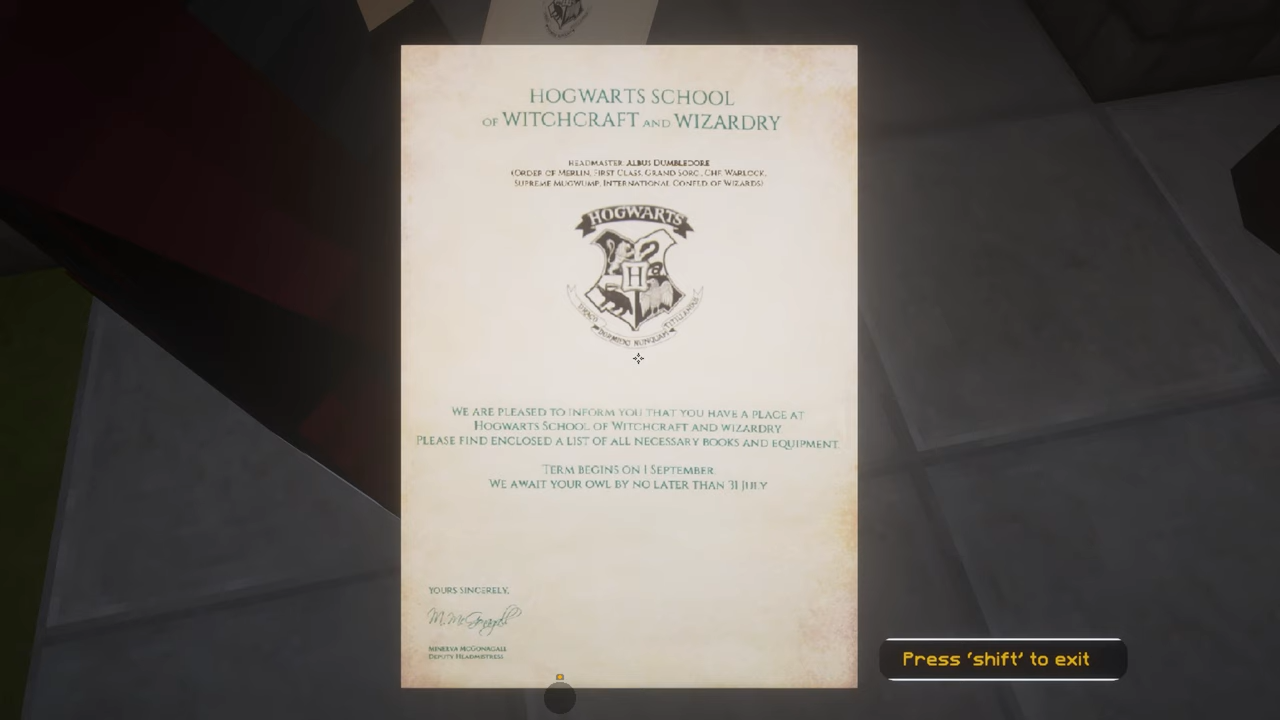 HOGWARTS SCHOOL
OF WITCHCRAFT AND WIZARDRY
HEADMASTER: ALBUS DUMBLEDORE
(ORDER OF MERLIN, FIRST CLASS, GRAND SORC., CHF. WARLOCK,
SUPREME MUGWUMP, INTERNATIONAL CONFED. OF WIZARDS)
HOGWARTS
H
DRACO DORMIENS NUNQUAM TITILLANDUS
WE ARE PLEASED TO INFORM YOU THAT YOU HAVE A PLACE AT
HOGWARTS SCHOOL OF WITCHCRAFT AND WIZARDRY
PLEASE FIND ENCLOSED A LIST OF ALL NECESSARY BOOKS AND EQUIPMENT.
TERM BEGINS ON 1 SEPTEMBER.
WE AWAIT YOUR OWL BY NO LATER THAN 31 JULY
YOURS SINCERELY,
M. McGonagall
MINERVA MCGONAGALL
DEPUTY HEADMISTRESS
Press 'shift' to exit